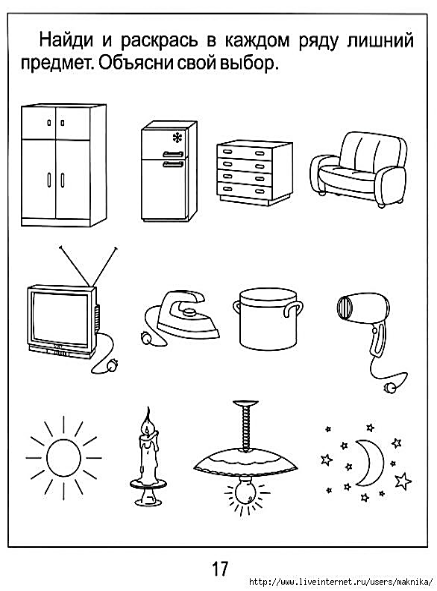 Найди и раскрась в каждом ряду лишний
предмет. Объясни свой выбор.
17
http://www.liveinternet.ru/users/maknika/